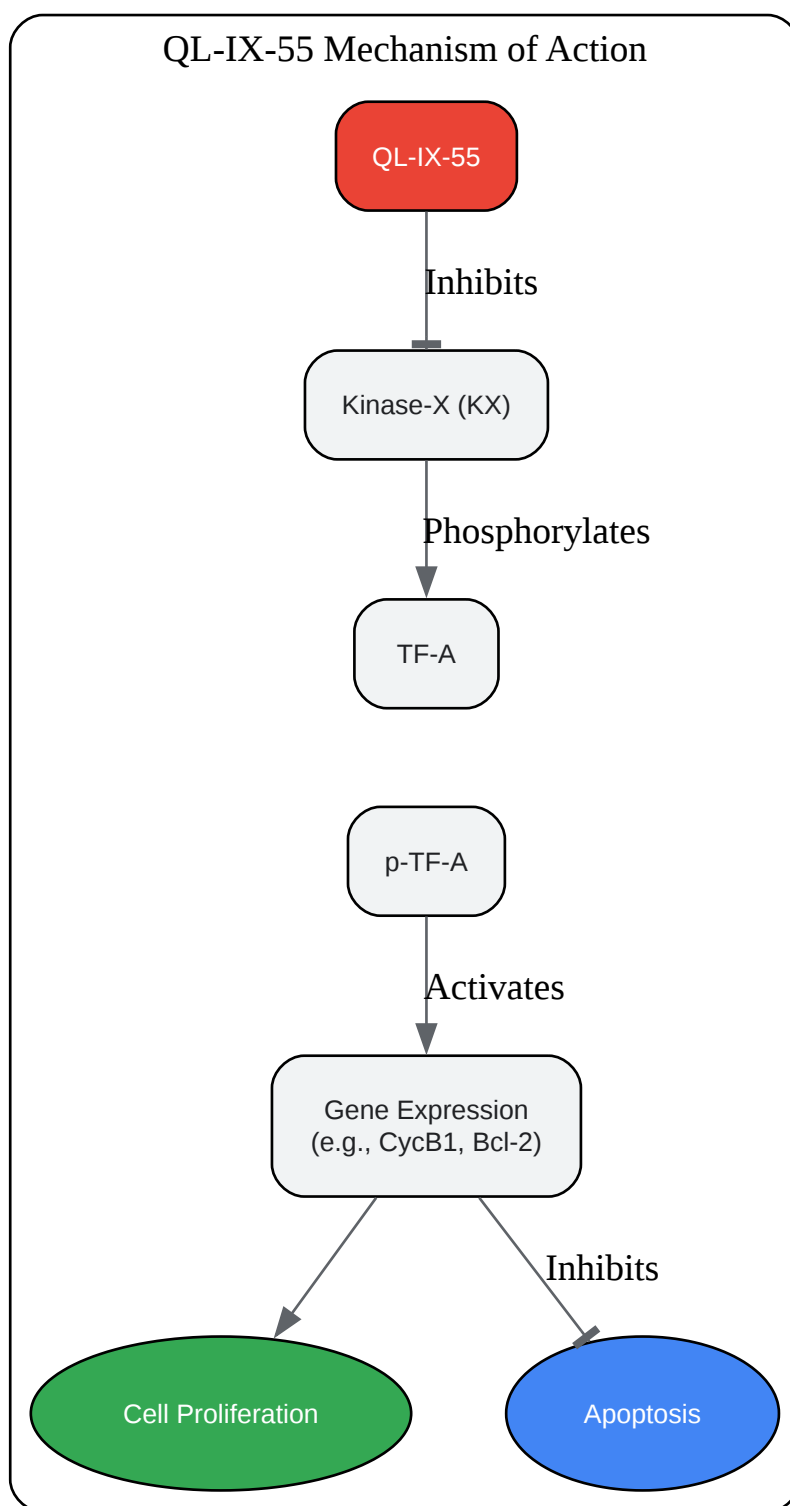 QL-IX-55 Mechanism of Action
QL-IX-55
Inhibits
Kinase-X (KX)
Phosphorylates
TF-A
p-TF-A
Activates
Gene Expression
(e.g., CycB1, Bcl-2)
Inhibits
Cell Proliferation
Apoptosis